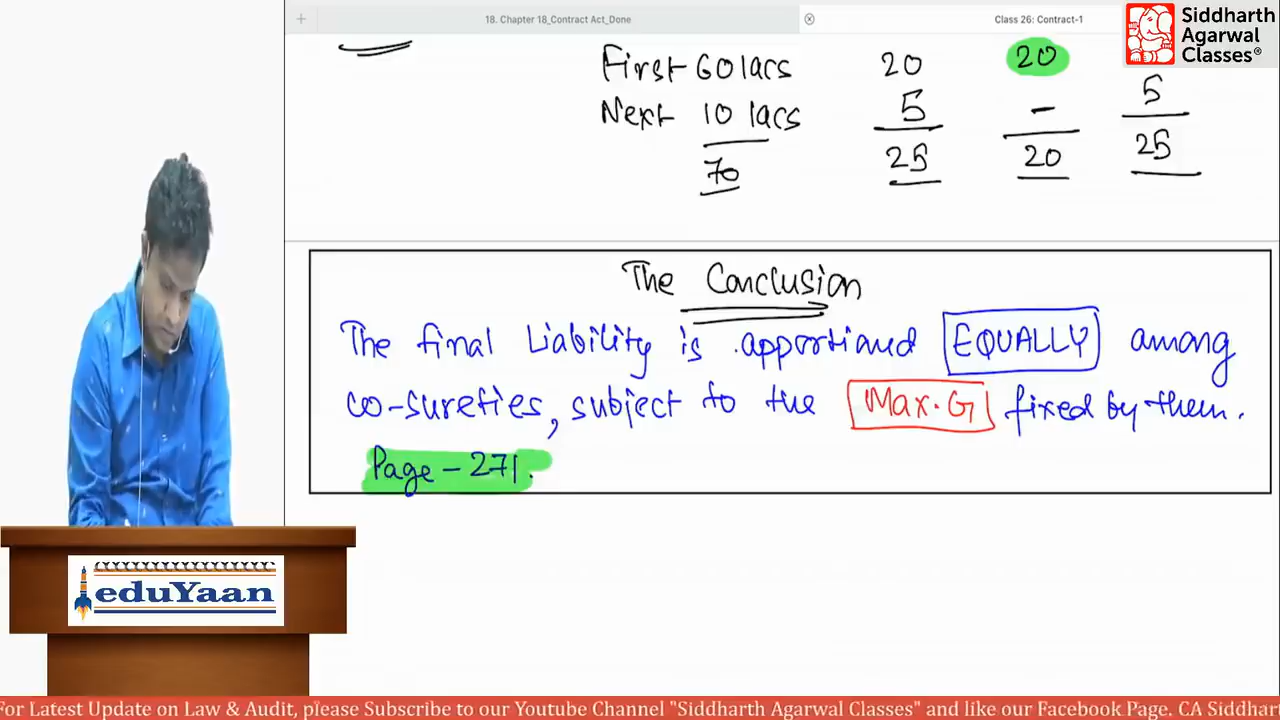 18. Chapter 18_Contract Act_Done
Class 26: Contract-1
Siddharth
Agarwal
Classes®
First 60 lacs 20 20
Next 10 lacs 5 - 5
70 25 20 25
The Conclusion
The final Liability is apportioned EQUALLY among
co-sureties, subject to the Max. G fixed by them.
Page - 271.
eduYaan
For Latest Update on Law & Audit, please Subscribe to our Youtube Channel "Siddharth Agarwal Classes" and like our Facebook Page. CA Siddhar